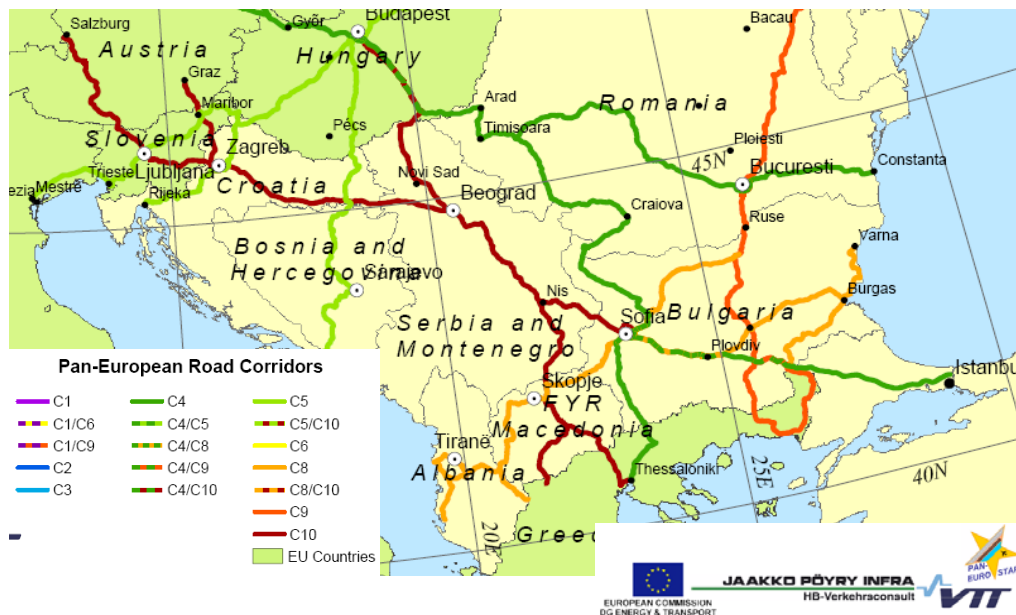 Salzburg
Austria
Győr
Budapest
Hungary
Bacau
Graz
Maribor
Slovenia
Pécs
Arad
Timisoara
Romania
Ploiesti
45N
Zagreb
Ljubljana
Trieste
Croatia
Novi Sad
Bucuresti
Constanta
ezia
Mestre
Rijeka
Beograd
Craiova
Ruse
Varna
Bosnia and
Hercegovina
Sarajevo
Nis
Burgas
Serbia and
Montenegro
Sofia
Bulgaria
Plovdiv
Istanbu
Skopje
FYR
Macedonia
Tiranë
Albania
Thessaloniki
25E
40N
20E
Greec
Pan-European Road Corridors
C1
C1/C6
C1/C9
C2
C3
C4
C4/C5
C4/C8
C4/C9
C4/C10
C5
C5/C10
C6
C8
C8/C10
C9
C10
EU Countries
EUROPEAN COMMISSION
DG ENERGY & TRANSPORT
JAAKKO PÖYRY INFRA
HB-Verkehrsconsult
VTT
PAN-
EURO STAR